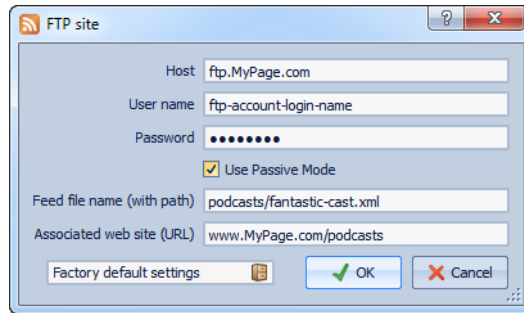 FTP site
Host ftp.MyPage.com
User name ftp-account-login-name
Password ●●●●●●●●
Use Passive Mode
Feed file name (with path) podcasts/fantastic-cast.xml
Associated web site (URL) www.MyPage.com/podcasts
Factory default settings OK Cancel